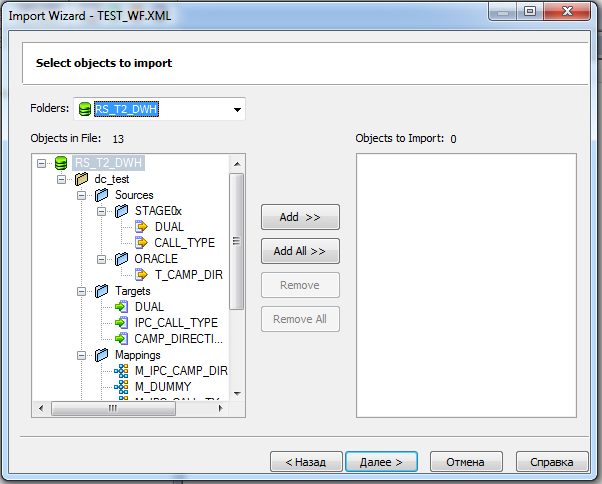 Import Wizard - TEST_WF.XML
Select objects to import
Folders: RS_T2_DWH
Objects in File: 13
Objects to Import: 0
RS_T2_DWH
dc_test
Sources
STAGE0x
DUAL
CALL_TYPE
ORACLE
T_CAMP_DIR
Targets
DUAL
IPC_CALL_TYPE
CAMP_DIRECTI...
Mappings
M_IPC_CAMP_DIR
M_DUMMY
Add >>
Add All >>
Remove
Remove All
< Назад
Далее >
Отмена
Справка